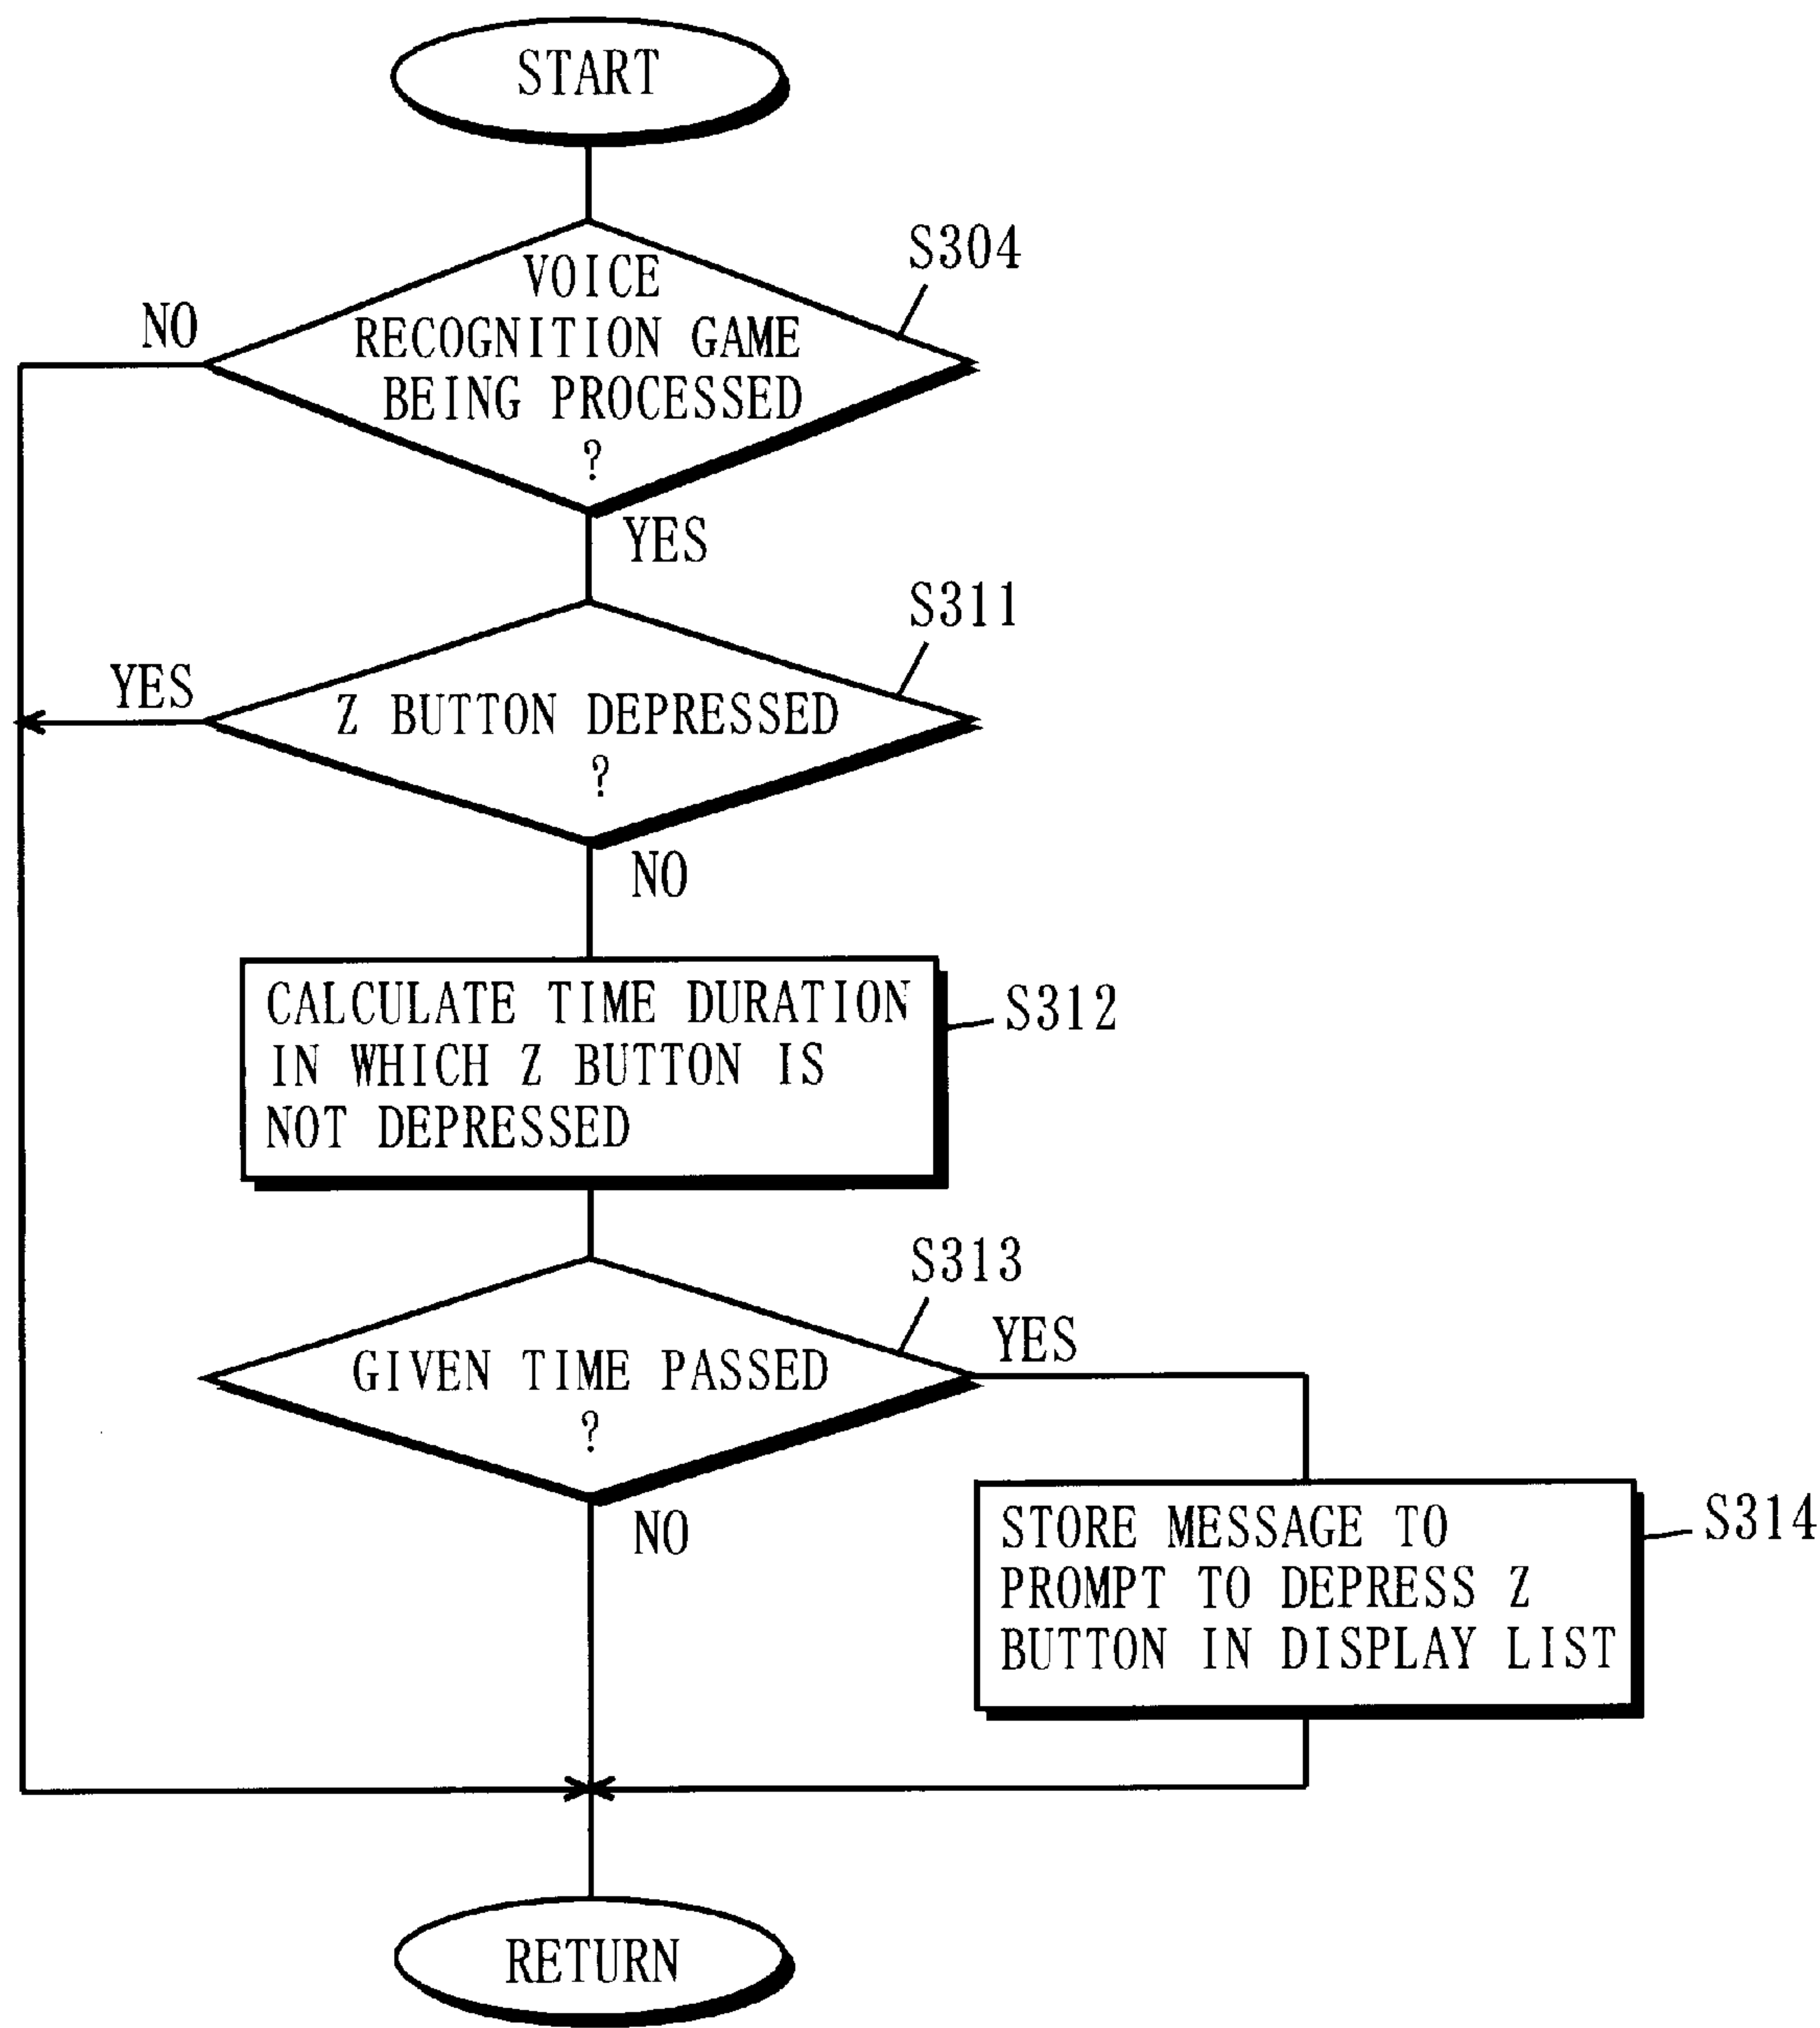 START
S304
VOICE
RECOGNITION GAME
BEING PROCESSED
?
NO
YES
S311
Z BUTTON DEPRESSED
?
YES
NO
CALCULATE TIME DURATION
IN WHICH Z BUTTON IS
NOT DEPRESSED
S312
S313
GIVEN TIME PASSED
?
YES
NO
STORE MESSAGE TO
PROMPT TO DEPRESS Z
BUTTON IN DISPLAY LIST
S314
RETURN